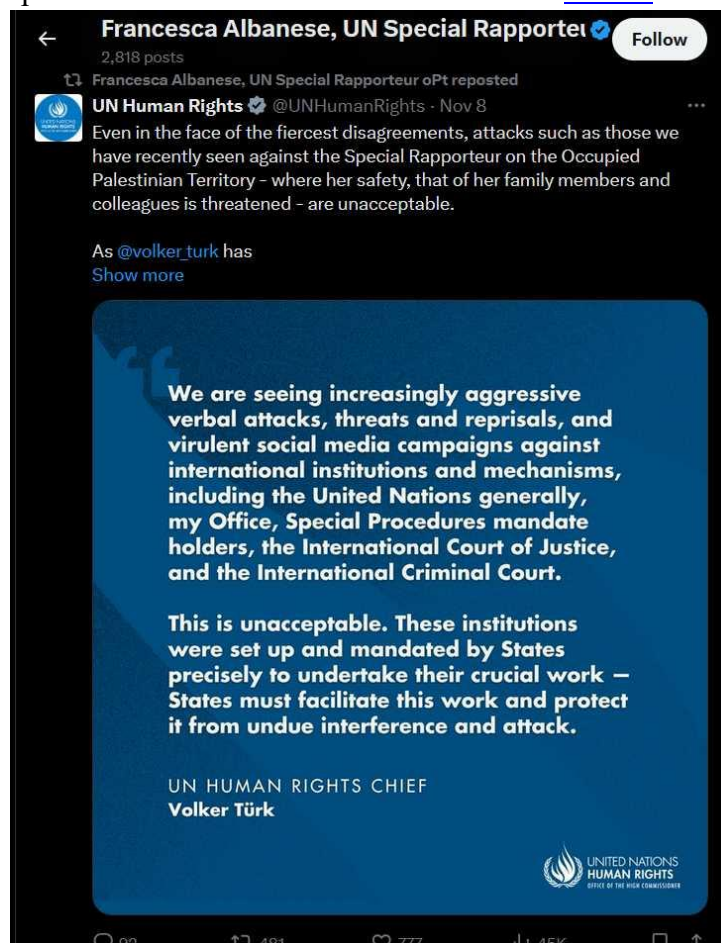 Francesca Albanese, UN Special Rapporteu
Follow
2,818 posts
Francesca Albanese, UN Special Rapporteur oPt reposted
UN Human Rights @UNHumanRights · Nov 8
Even in the face of the fiercest disagreements, attacks such as those we
have recently seen against the Special Rapporteur on the Occupied
Palestinian Territory - where her safety, that of her family members and
colleagues is threatened - are unacceptable.
As @volker_turk has
Show more
We are seeing increasingly aggressive
verbal attacks, threats and reprisals, and
virulent social media campaigns against
international institutions and mechanisms,
including the United Nations generally,
my Office, Special Procedures mandate
holders, the International Court of Justice,
and the International Criminal Court.
This is unacceptable. These institutions
were set up and mandated by States
precisely to undertake their crucial work –
States must facilitate this work and protect
it from undue interference and attack.
UN HUMAN RIGHTS CHIEF
Volker Türk
UNITED NATIONS
HUMAN RIGHTS
OFFICE OF THE HIGH COMMISSIONER